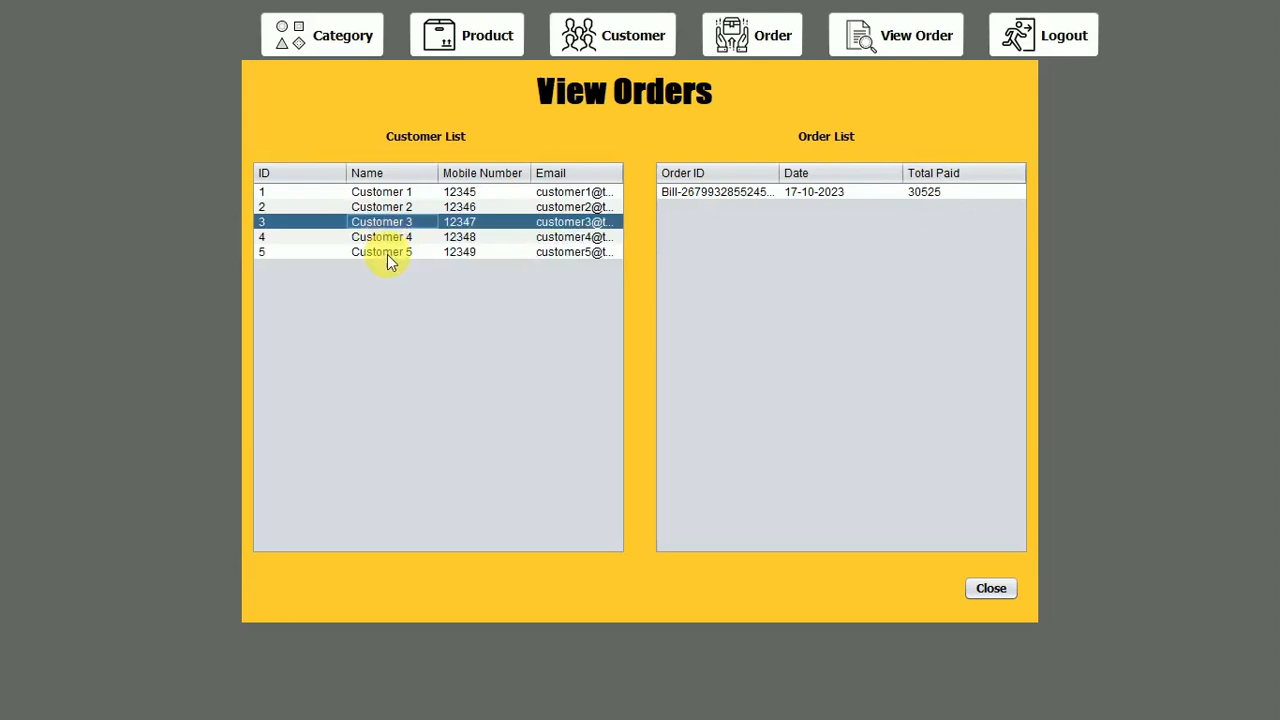 Category Product Customer Order View Order Logout
View Orders
Customer List
ID Name Mobile Number Email
1 Customer 1 12345 customer1@t...
2 Customer 2 12346 customer2@t...
3 Customer 3 12347 customer3@t...
4 Customer 4 12348 customer4@t...
5 Customer 5 12349 customer5@t...
Order List
Order ID Date Total Paid
Bill-2679932855245... 17-10-2023 30525
Close